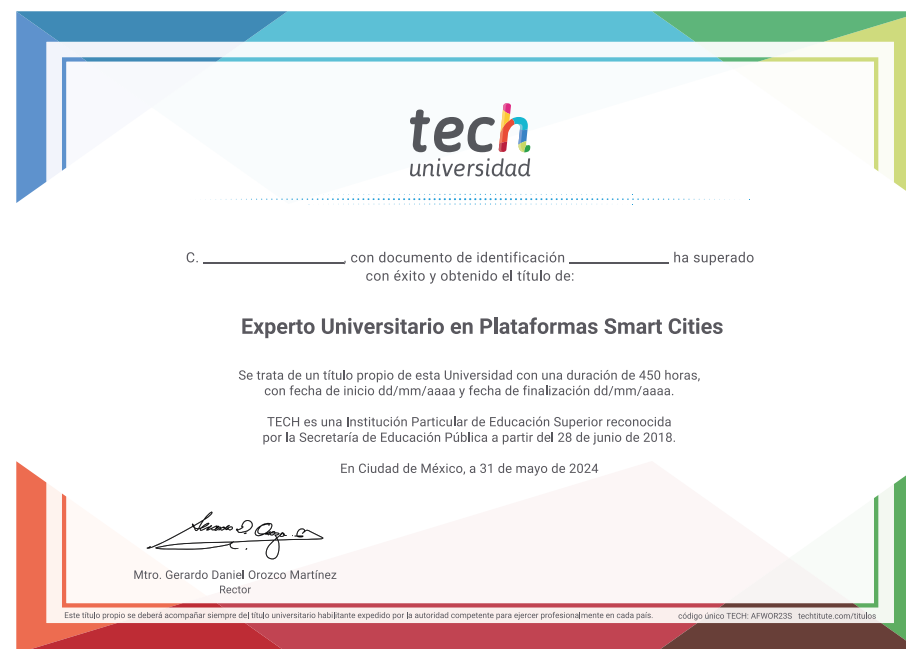 tech
universidad
C. ____________________, con documento de identificación ______________ ha superado
con éxito y obtenido el título de:
Experto Universitario en Plataformas Smart Cities
Se trata de un título propio de esta Universidad con una duración de 450 horas,
con fecha de inicio dd/mm/aaaa y fecha de finalización dd/mm/aaaa.
TECH es una Institución Particular de Educación Superior reconocida
por la Secretaría de Educación Pública a partir del 28 de junio de 2018.
En Ciudad de México, a 31 de mayo de 2024
Mtro. Gerardo Daniel Orozco Martínez
Rector
Este título propio se deberá acompañar siempre del título universitario habilitante expedido por la autoridad competente para ejercer profesionalmente en cada país. código único TECH: AFWOR23S techtitute.com/titulos